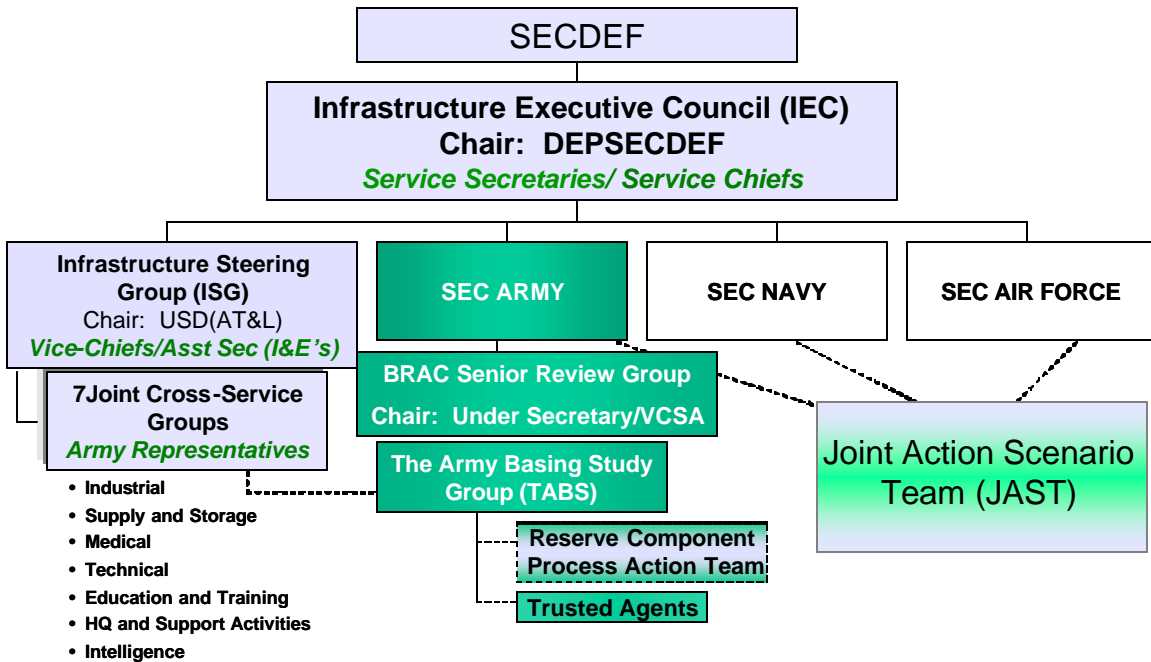 SECDEF
Infrastructure Executive Council (IEC)
Chair: DEPSECDEF
Service Secretaries/ Service Chiefs
Infrastructure Steering
Group (ISG)
Chair: USD(AT&L)
Vice-Chiefs/Asst Sec (I&E's)
SEC ARMY
SEC NAVY
SEC AIR FORCE
7Joint Cross-Service
Groups
Army Representatives
• Industrial
• Supply and Storage
• Medical
• Technical
• Education and Training
• HQ and Support Activities
• Intelligence
BRAC Senior Review Group
Chair: Under Secretary/VCSA
The Army Basing Study
Group (TABS)
Reserve Component
Process Action Team
Trusted Agents
Joint Action Scenario
Team (JAST)